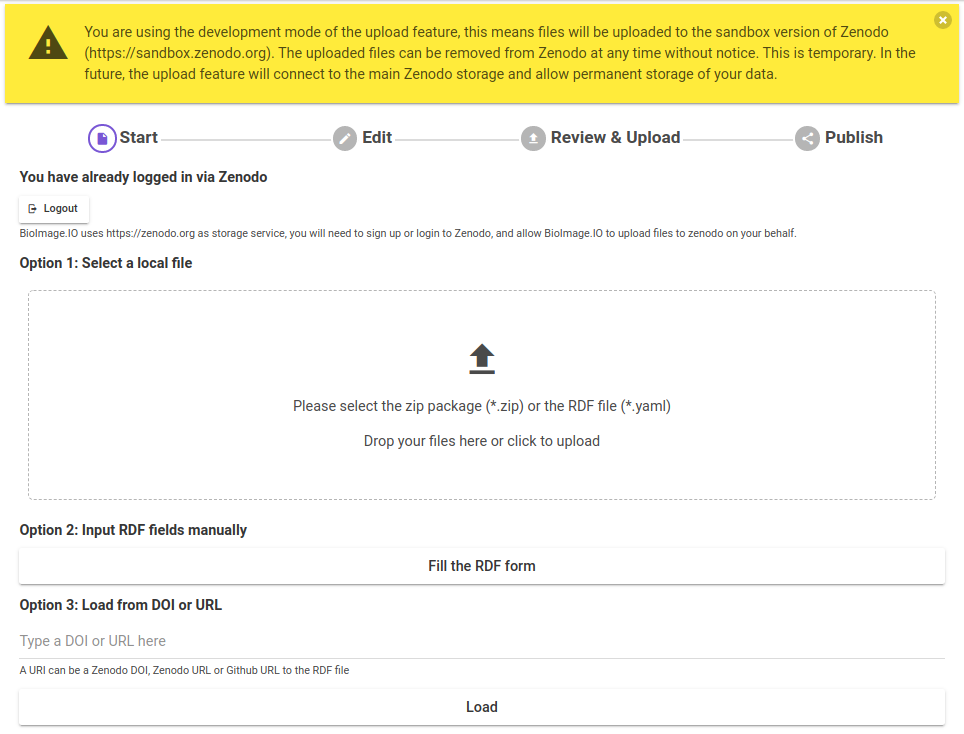 You are using the development mode of the upload feature, this means files will be uploaded to the sandbox version of Zenodo
(https://sandbox.zenodo.org). The uploaded files can be removed from Zenodo at any time without notice. This is temporary. In the
future, the upload feature will connect to the main Zenodo storage and allow permanent storage of your data.
Start Edit Review & Upload Publish
You have already logged in via Zenodo
Logout
BioImage.IO uses https://zenodo.org as storage service, you will need to sign up or login to Zenodo, and allow BioImage.IO to upload files to zenodo on your behalf.
Option 1: Select a local file
Please select the zip package (*.zip) or the RDF file (*.yaml)
Drop your files here or click to upload
Option 2: Input RDF fields manually
Fill the RDF form
Option 3: Load from DOI or URL
Type a DOI or URL here
A URI can be a Zenodo DOI, Zenodo URL or Github URL to the RDF file
Load